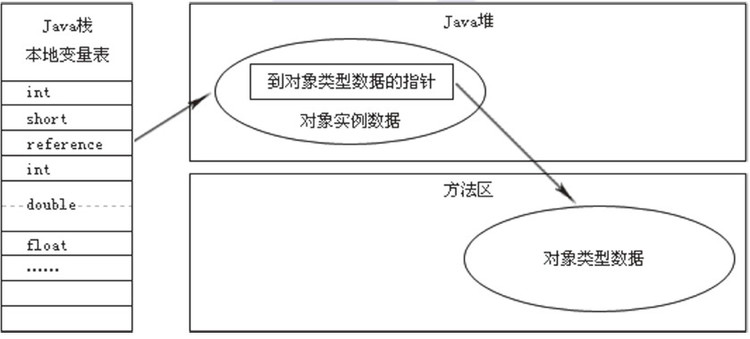 Java栈
本地变量表
int
short
reference
int
double
float
......
Java堆
到对象类型数据的指针
对象实例数据
方法区
对象类型数据